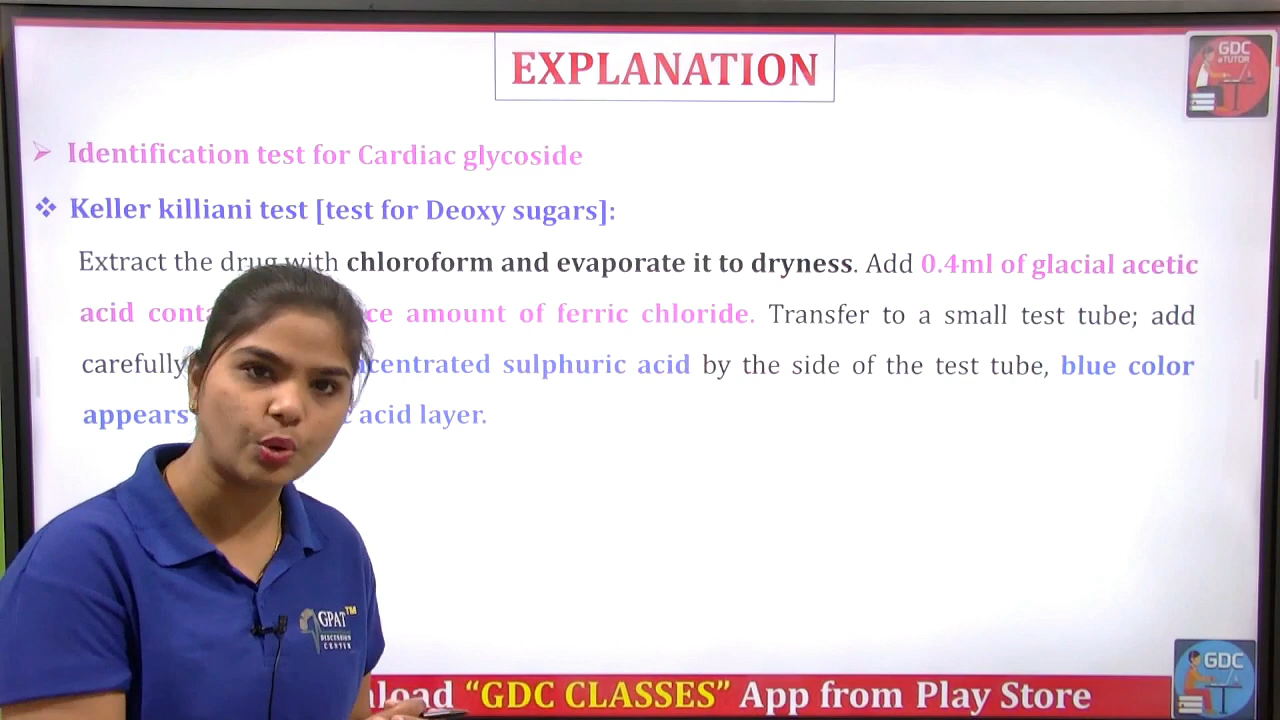 EXPLANATION
GDC
eTUTOR
Identification test for Cardiac glycoside
Keller killiani test [test for Deoxy sugars]:
Extract the drug with chloroform and evaporate it to dryness. Add 0.4ml of glacial acetic
acid amount of ferric chloride. Transfer to a small test tube; add
carefully sulphuric acid by the side of the test tube, blue color
appears acid layer.
GPAT™
DISCUSSION
CENTER
GDC
"GDC CLASSES" App from Play Store